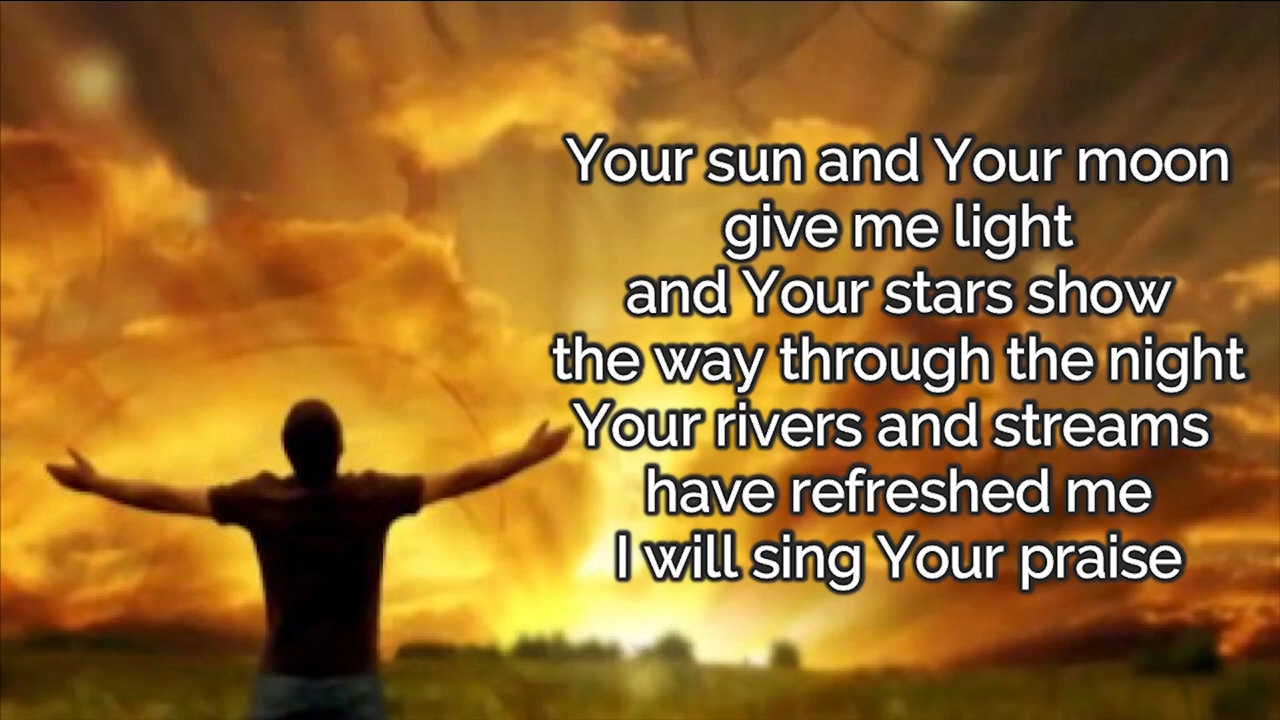 Your sun and Your moon
give me light
and Your stars show
the way through the night
Your rivers and streams
have refreshed me
I will sing Your praise